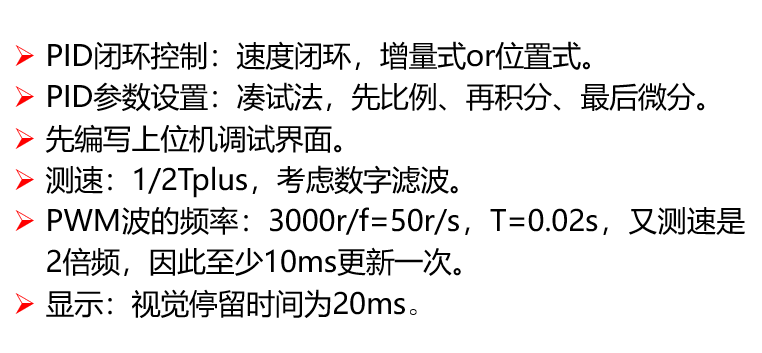 ➢ PID闭环控制：速度闭环，增量式or位置式。
➢ PID参数设置：凑试法，先比例、再积分、最后微分。
➢ 先编写上位机调试界面。
➢ 测速：1/2Tplus，考虑数字滤波。
➢ PWM波的频率：3000r/f=50r/s，T=0.02s，又测速是
2倍频，因此至少10ms更新一次。
➢ 显示：视觉停留时间为20ms。